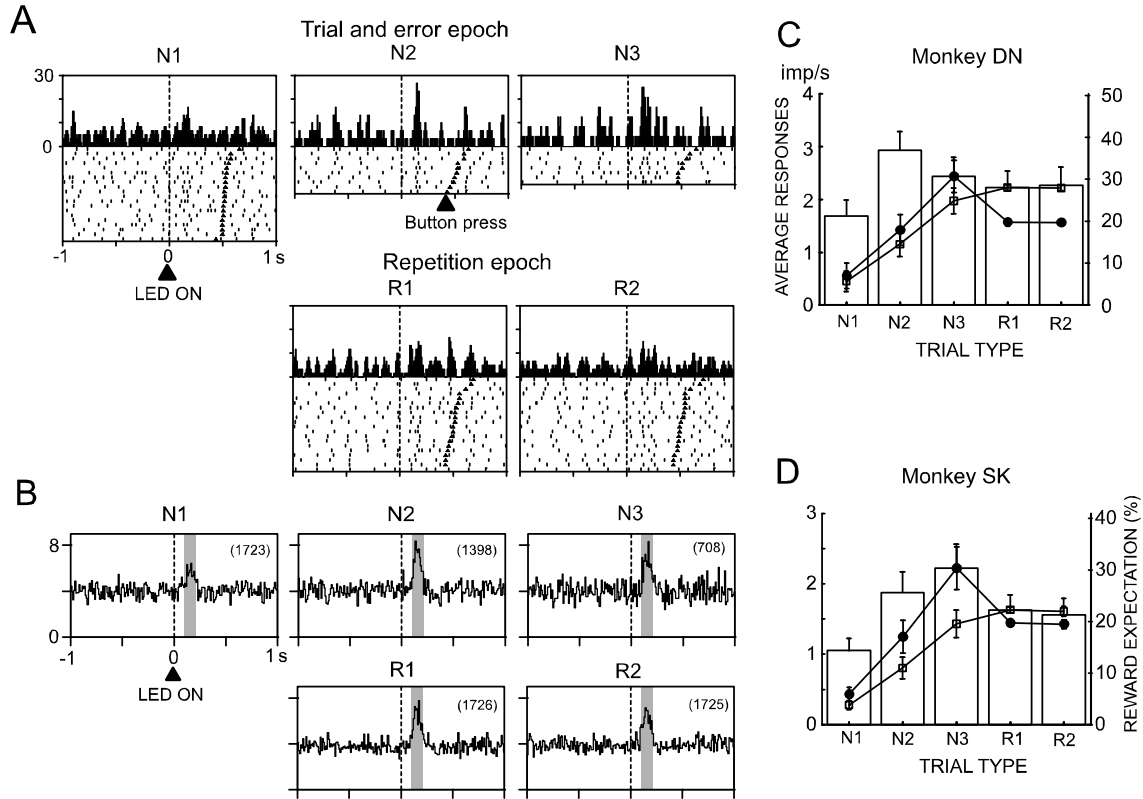 A
Trial and error epoch
N1
N2
N3
30
0
-1
0
1 s
LED ON
Button press
Repetition epoch
R1
R2
B
N1
N2
N3
8
(1723)
(1398)
(708)
0
-1
0
1 s
LED ON
R1
R2
(1726)
(1725)
C
Monkey DN
imp/s
4
3
2
1
0
50
40
30
20
10
0
AVERAGE RESPONSES
N1 N2 N3 R1 R2
TRIAL TYPE
D
Monkey SK
3
2
1
0
40
30
20
10
0
REWARD EXPECTATION (%)
N1 N2 N3 R1 R2
TRIAL TYPE